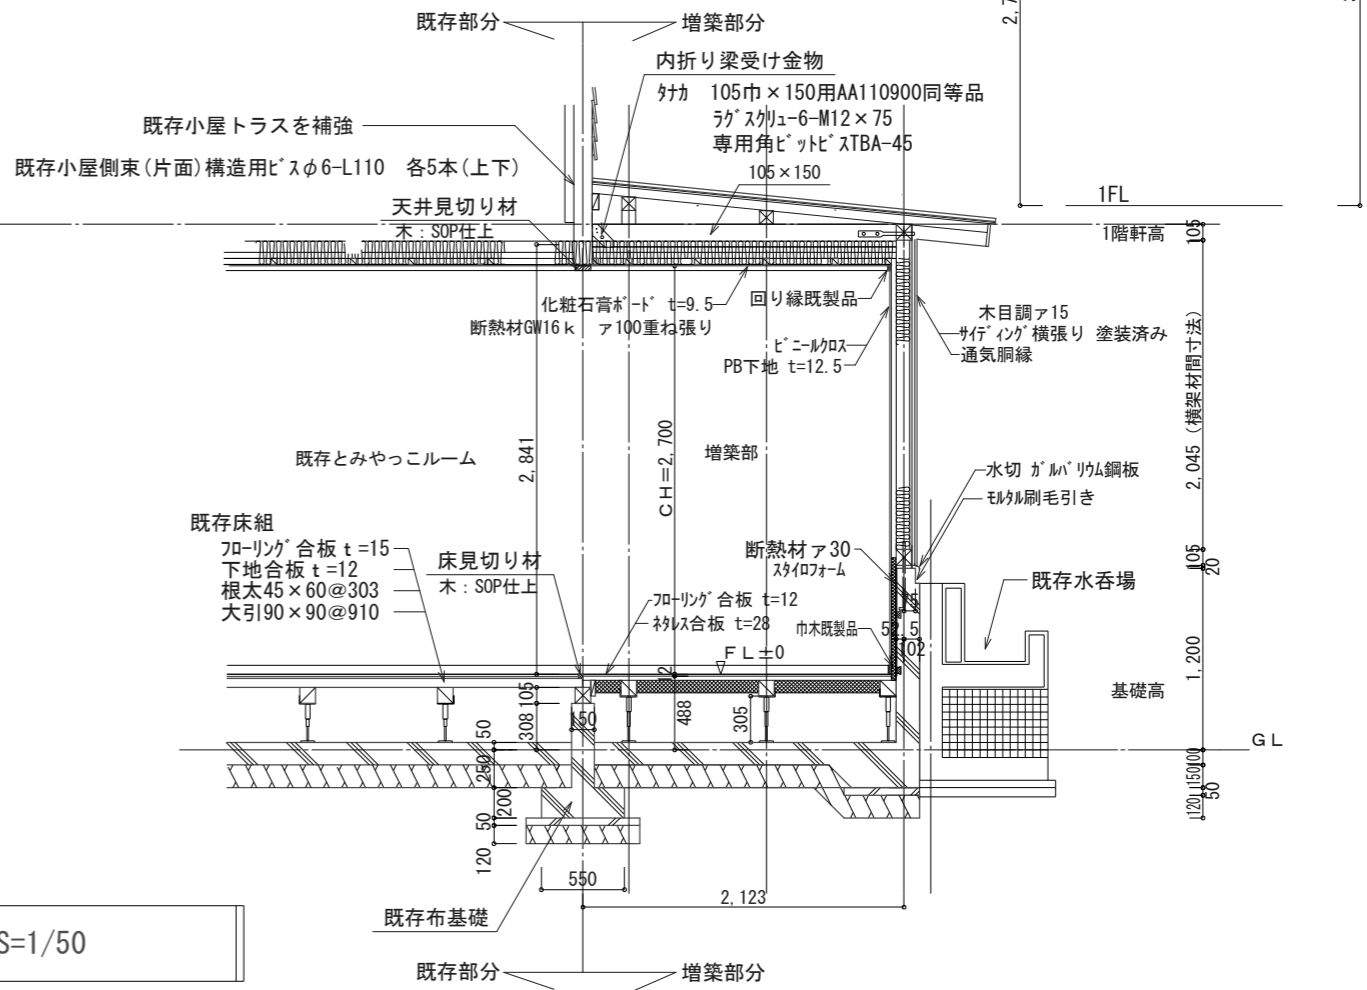 既存部分
増築部分
2,7
内折り梁受け金物
タナカ 105巾×150用AA110900同等品
ラグスクリュー6-M12×75
専用角ビットビスTBA-45
105×150
既存小屋トラスを補強
既存小屋側束(片面)構造用ビスφ6-L110 各5本(上下)
天井見切り材
木：SOP仕上
1FL
1階軒高
105
化粧石膏ボード t=9.5
断熱材GW16k ァ100重ね張り
回り縁既製品
ビニールクロス
PB下地 t=12.5
木目調ァ15
サイディング横張り 塗装済み
通気胴縁
2,045 (横架材間寸法)
2,841
CH=2,700
既存とみやっこルーム
増築部
水切 ガルバリウム鋼板
モルタル刷毛引き
既存床組
フローリング合板 t=15
下地合板 t=12
根太45×60@303
大引90×90@910
床見切り材
木：SOP仕上
断熱材ァ30
スタイロフォーム
フローリング合板 t=12
ネダレス合板 t=28
巾木既製品
FL±0
52.5
102
105
20
既存水呑場
1,200
基礎高
12
105
308
150
488
305
50
250
200
50
120
GL
100
150
50
120
550
2,123
既存布基礎
S=1/50
既存部分
増築部分